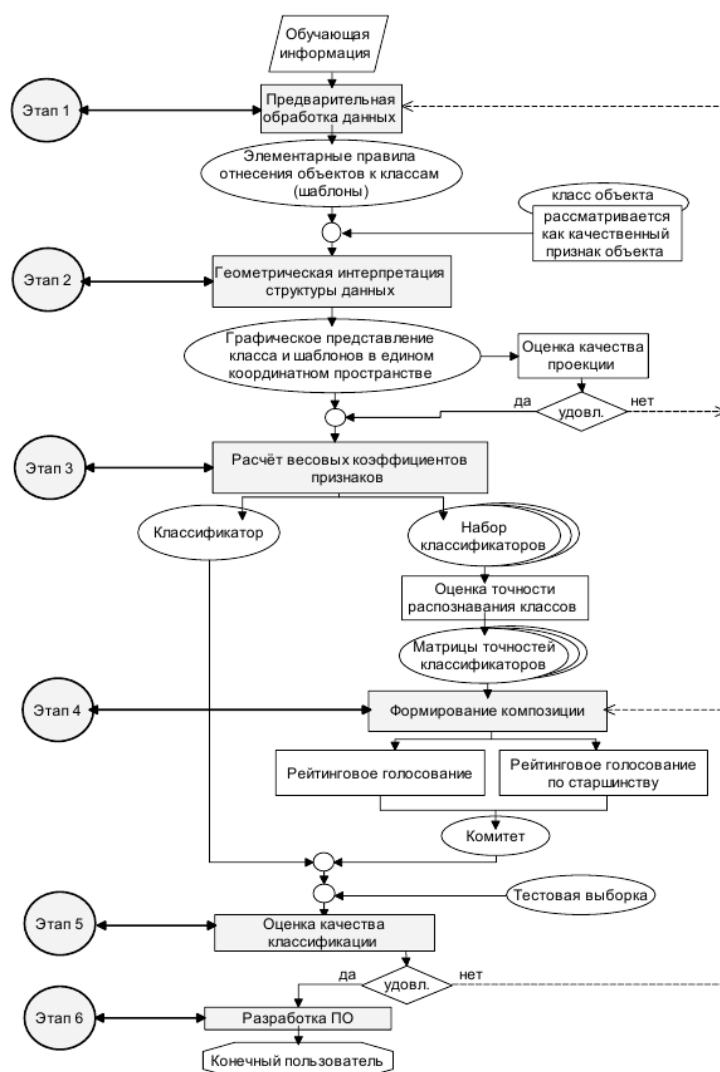 Обучающая
информация
Этап 1
Предварительная
обработка данных
Элементарные правила
отнесения объектов к классам
(шаблоны)
класс объекта
рассматривается
как качественный
признак объекта
Этап 2
Геометрическая интерпретация
структуры данных
Графическое представление
класса и шаблонов в едином
координатном пространстве
Оценка качества
проекции
да
удовл.
нет
Этап 3
Расчёт весовых коэффициентов
признаков
Классификатор
Набор
классификаторов
Оценка точности
распознавания классов
Матрицы точностей
классификаторов
Этап 4
Формирование композиции
Рейтинговое голосование
Рейтинговое голосование
по старшинству
Комитет
Тестовая выборка
Этап 5
Оценка качества
классификации
да
удовл.
нет
Этап 6
Разработка ПО
Конечный пользователь